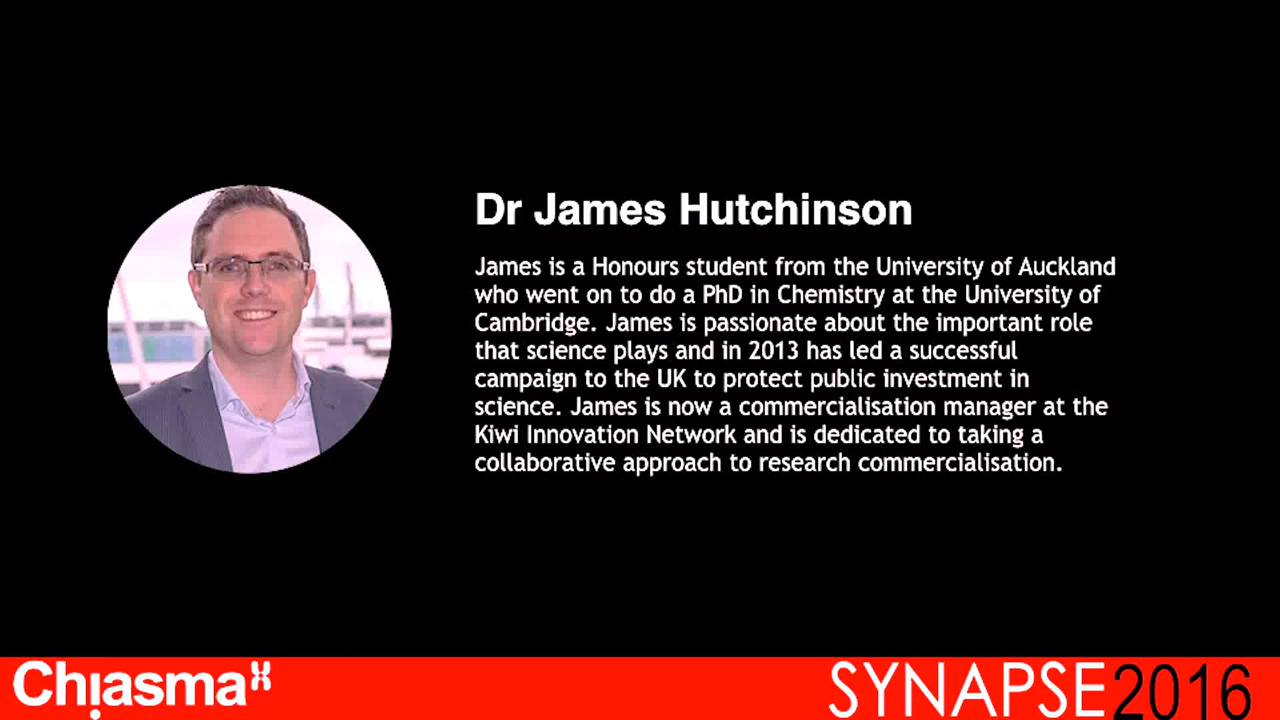 Dr James Hutchinson
James is a Honours student from the University of Auckland
who went on to do a PhD in Chemistry at the University of
Cambridge. James is passionate about the important role
that science plays and in 2013 has led a successful
campaign to the UK to protect public investment in
science. James is now a commercialisation manager at the
Kiwi Innovation Network and is dedicated to taking a
collaborative approach to research commercialisation.
Chiasma
SYNAPSE2016